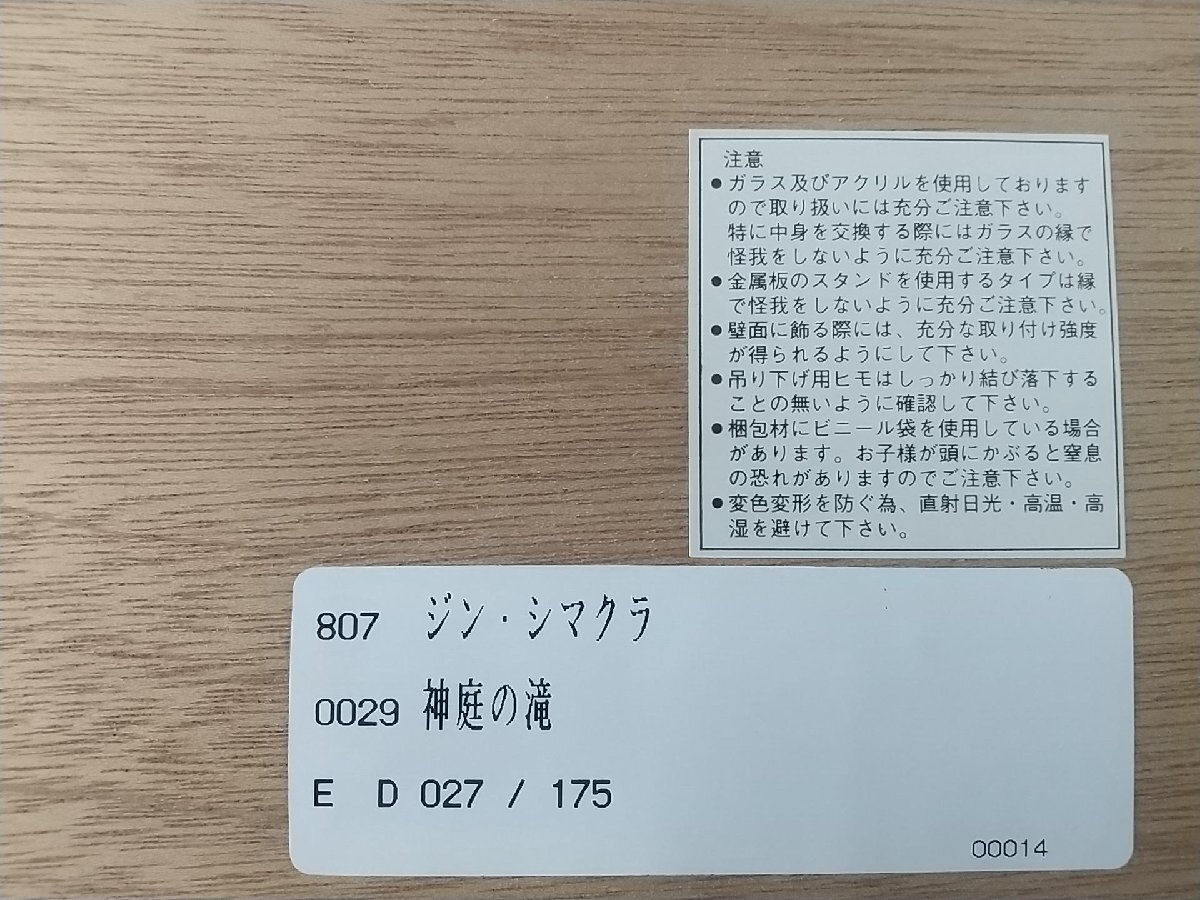 注意
●ガラス及びアクリルを使用しております
ので取り扱いには充分ご注意下さい。
特に中身を交換する際にはガラスの縁で
怪我をしないように充分ご注意下さい。
●金属板のスタンドを使用するタイプは縁
で怪我をしないように充分ご注意下さい。
●壁面に飾る際には、充分な取り付け強度
が得られるようにして下さい。
●吊り下げ用ヒモはしっかり結び落下する
ことの無いように確認して下さい。
●梱包材にビニール袋を使用している場合
があります。お子様が頭にかぶると窒息
の恐れがありますのでご注意下さい。
●変色変形を防ぐ為、直射日光・高温・高
湿を避けて下さい。
807 ジン・シマクラ
0029 神庭の滝
E D 027 / 175
00014